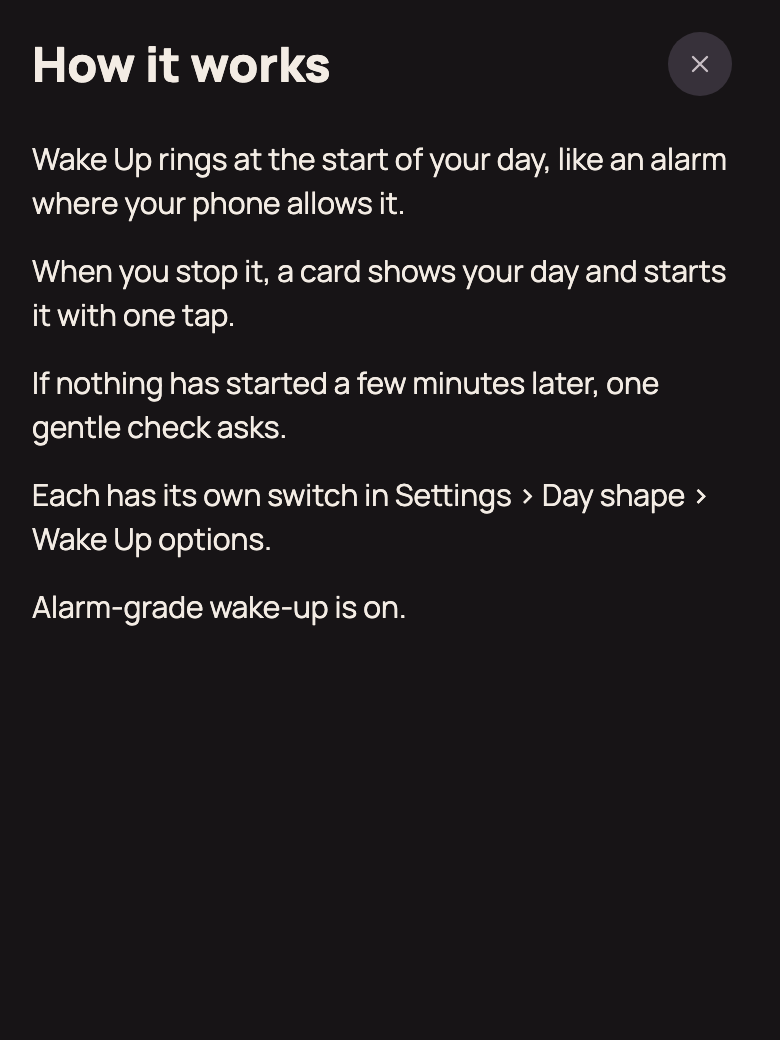 How it works
Wake Up rings at the start of your day, like an alarm
where your phone allows it.
When you stop it, a card shows your day and starts
it with one tap.
If nothing has started a few minutes later, one
gentle check asks.
Each has its own switch in Settings > Day shape >
Wake Up options.
Alarm-grade wake-up is on.